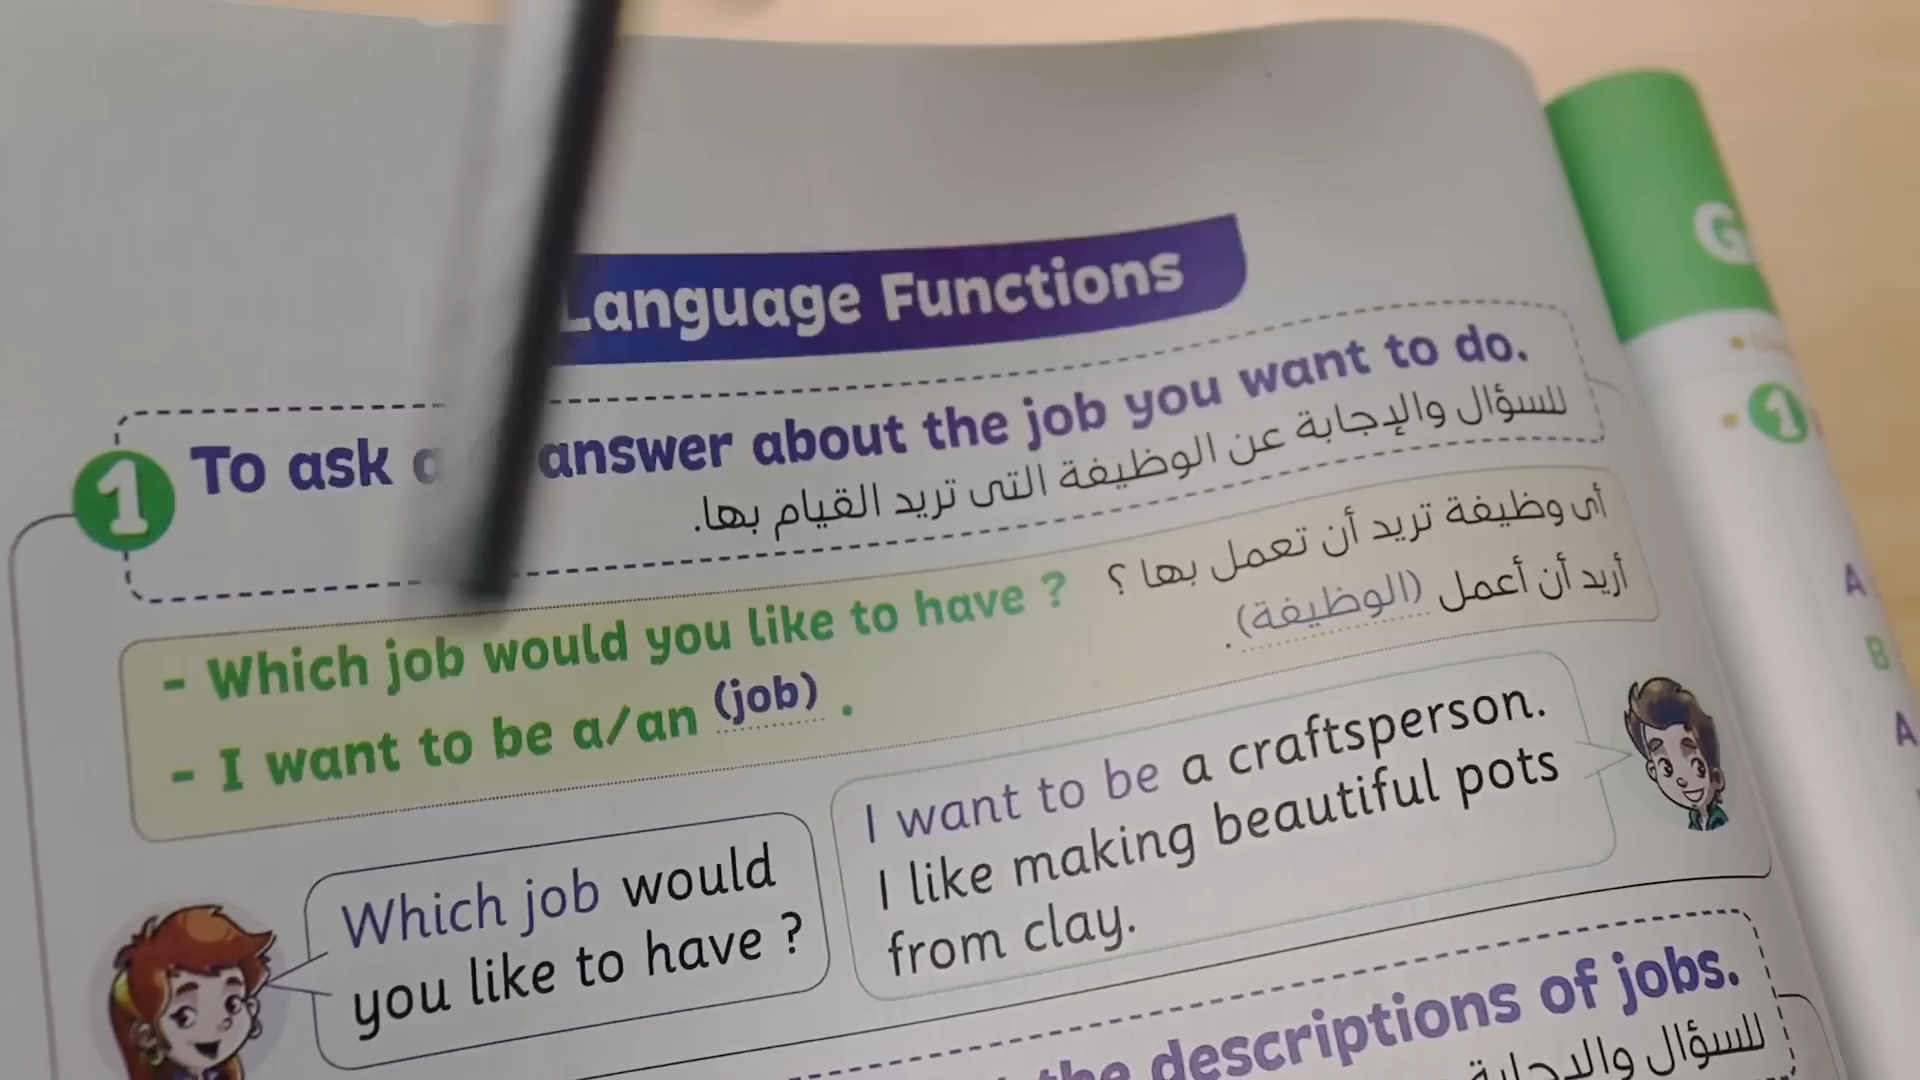 Language Functions
1 To ask answer about the job you want to do.
للسؤال والإجابة عن الوظيفة التى تريد القيام بها.
- Which job would you like to have ? أى وظيفة تريد أن تعمل بها ؟
- I want to be a/an (job) . أريد أن أعمل (الوظيفة).
I want to be a craftsperson.
I like making beautiful pots
from clay.
Which job would
you like to have ?
the descriptions of jobs.
للسؤال والإجابة
G
1
A
B
A